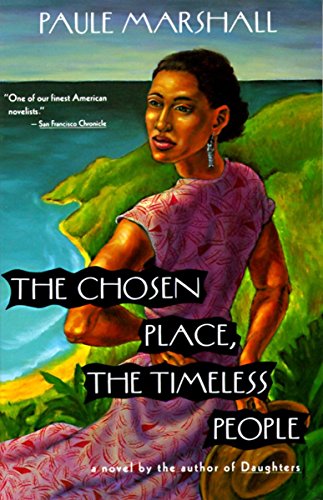 PAULE MARSHALL
"One of our finest American
novelists."
— San Francisco Chronicle
THE CHOSEN
PLACE,
THE TIMELESS
PEOPLE
a novel by the author of Daughters